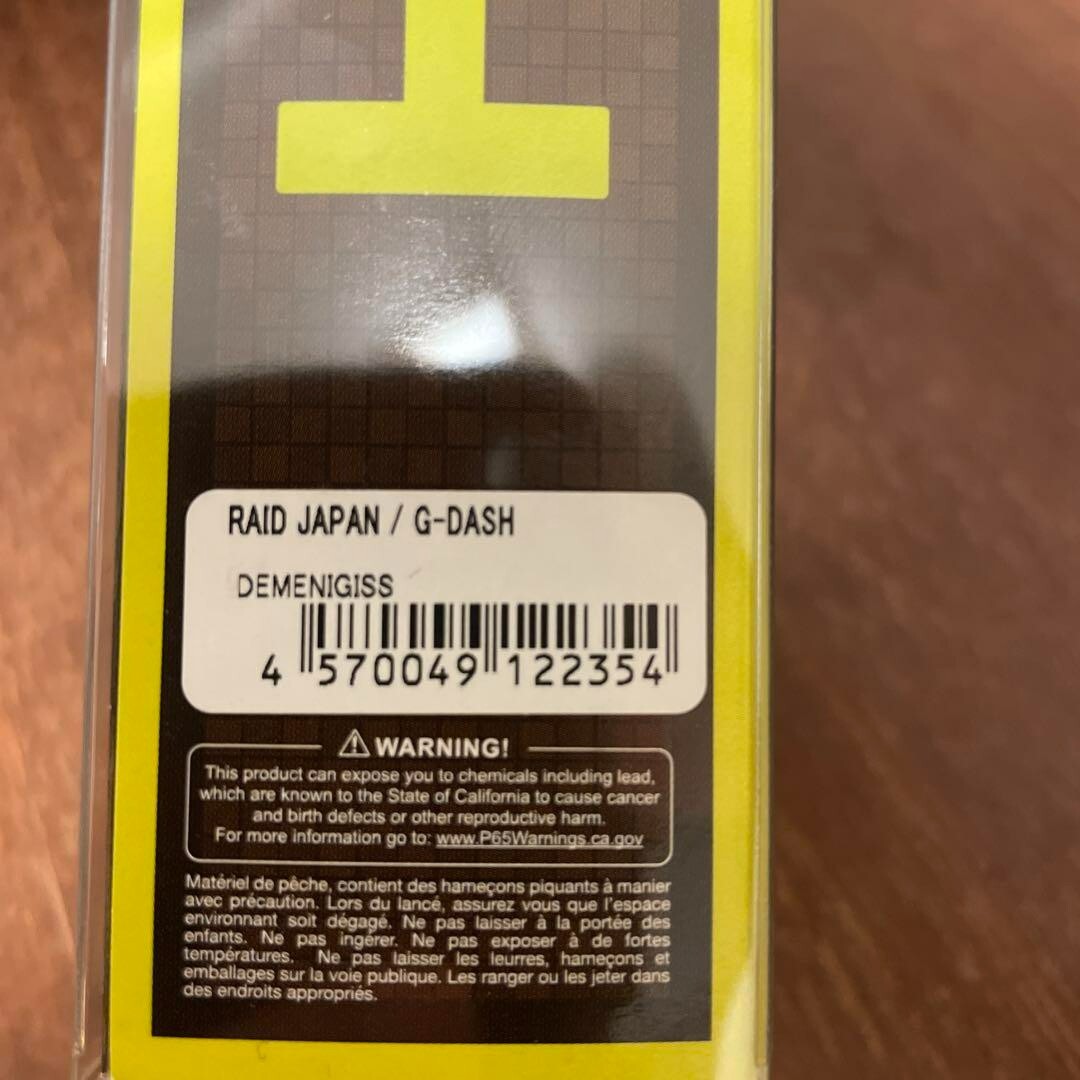 RAID JAPAN / G-DASH
DEMENIGISS
4 570049 122354
⚠ WARNING!
This product can expose you to chemicals including lead,
which are known to the State of California to cause cancer
and birth defects or other reproductive harm.
For more information go to: www.P65Warnings.ca.gov
Matériel de pêche, contient des hameçons piquants à manier
avec précaution. Lors du lancé, assurez vous que l'espace
environnant soit dégagé. Ne pas laisser à la portée des
enfants. Ne pas ingérer. Ne pas exposer à de fortes
températures. Ne pas laisser les leurres, hameçons et
emballages sur la voie publique. Les ranger ou les jeter dans
des endroits appropriés.